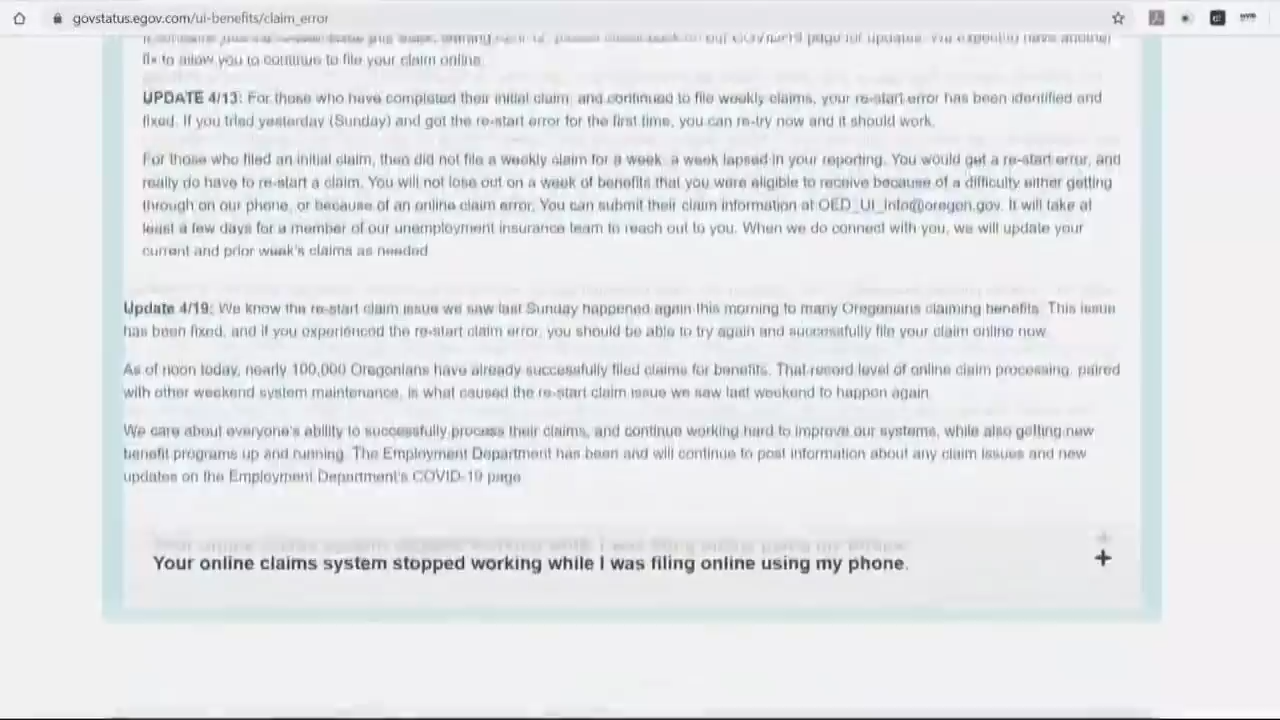 govstatus.egov.com/ui-benefits/claim_error
fix to allow you to continue to file your claim online.
UPDATE 4/13: For those who have completed their initial claim, and continued to file weekly claims, your re-start error has been identified and
fixed. If you tried yesterday (Sunday) and got the re-start error for the first time, you can re-try now and it should work.
For those who filed an initial claim, then did not file a weekly claim for a week, a week lapsed in your reporting. You would get a re-start error, and
really do have to re-start a claim. You will not lose out on a week of benefits that you were eligible to receive because of a difficulty either getting
through on our phone, or because of an online claim error. You can submit their claim information at OED_UI_Info@oregon.gov. It will take at
least a few days for a member of our unemployment insurance team to reach out to you. When we do connect with you, we will update your
current and prior week's claims as needed
Update 4/19: We know the re-start claim issue we saw last Sunday happened again this morning to many Oregonians claiming benefits. This issue
has been fixed, and if you experienced the re-start claim error, you should be able to try again and successfully file your claim online now.
As of noon today, nearly 100,000 Oregonians have already successfully filed claims for benefits. That record level of online claim processing, paired
with other weekend system maintenance, is what caused the re-start claim issue we saw last weekend to happen again.
We care about everyone's ability to successfully process their claims, and continue working hard to improve our systems, while also getting new
benefit programs up and running. The Employment Department has been and will continue to post information about any claim issues and new
updates on the Employment Department's COVID-19 page
Your online claims system stopped working while I was filing online using my phone.